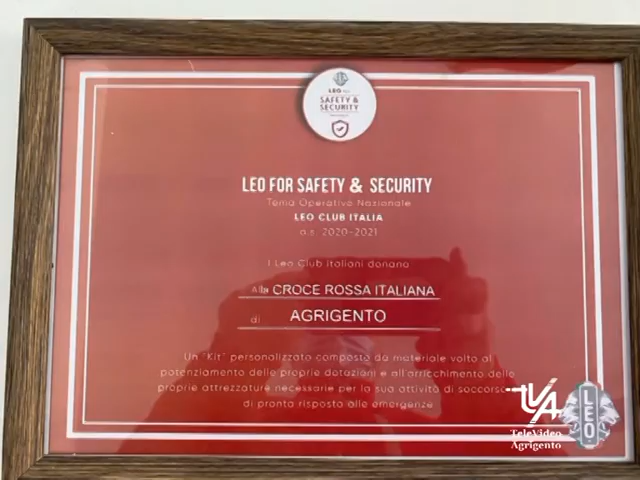 LEO for
SAFETY &
SECURITY
LEO FOR SAFETY & SECURITY
Tema Operativo Nazionale
LEO CLUB ITALIA
a.s. 2020-2021
I Leo Club Italiani donano
Alla CROCE ROSSA ITALIANA
di AGRIGENTO
Un "Kit" personalizzato composto da materiale volto al
potenziamento delle proprie dotazioni e all'arricchimento delle
proprie attrezzature necessarie per la sua attività di soccorso
di pronta risposta alle emergenze
TVA
TeleVideo
Agrigento
LEO